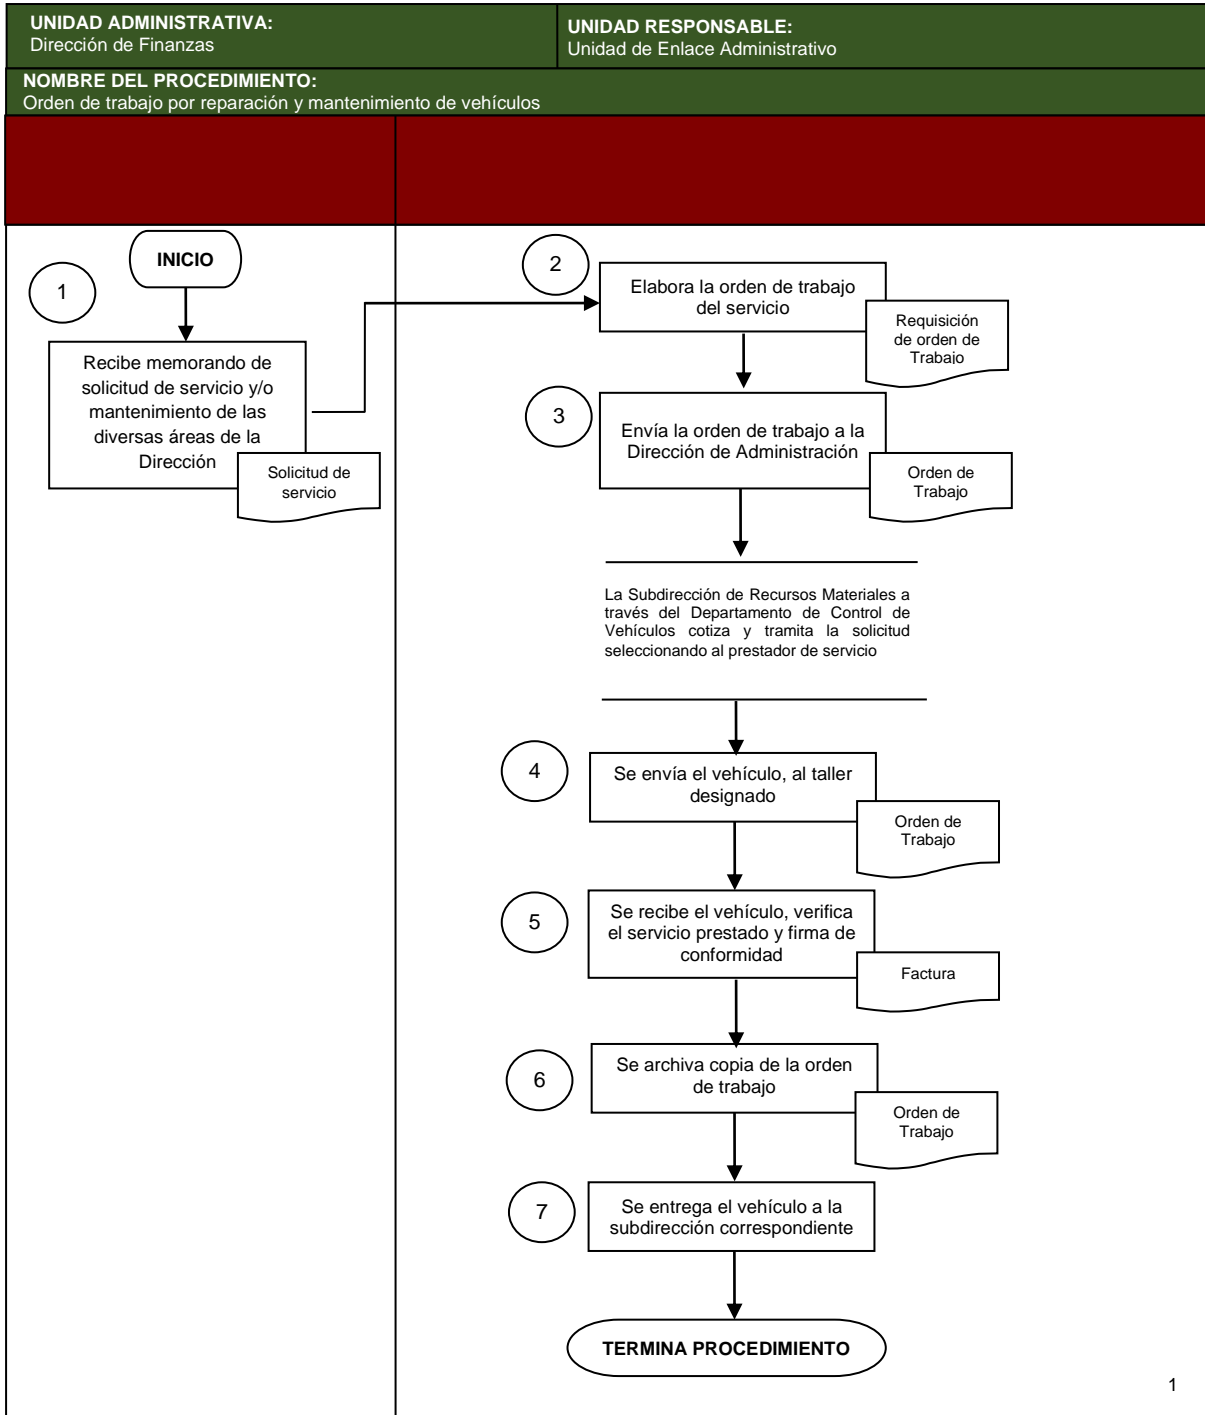 UNIDAD ADMINISTRATIVA:
Dirección de Finanzas
UNIDAD RESPONSABLE:
Unidad de Enlace Administrativo
NOMBRE DEL PROCEDIMIENTO:
Orden de trabajo por reparación y mantenimiento de vehículos
INICIO
1
Recibe memorando de
solicitud de servicio y/o
mantenimiento de las
diversas áreas de la
Dirección
Solicitud de
servicio
2
Elabora la orden de trabajo
del servicio
Requisición
de orden de
Trabajo
3
Envía la orden de trabajo a la
Dirección de Administración
Orden de
Trabajo
La Subdirección de Recursos Materiales a
través del Departamento de Control de
Vehículos cotiza y tramita la solicitud
seleccionando al prestador de servicio
4
Se envía el vehículo, al taller
designado
Orden de
Trabajo
5
Se recibe el vehículo, verifica
el servicio prestado y firma de
conformidad
Factura
6
Se archiva copia de la orden
de trabajo
Orden de
Trabajo
7
Se entrega el vehículo a la
subdirección correspondiente
TERMINA PROCEDIMIENTO
1